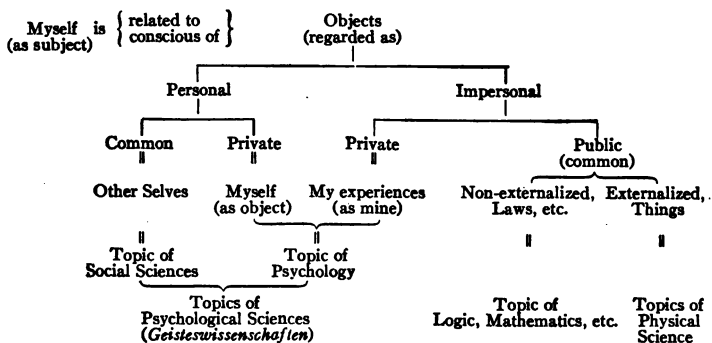 Myself is { related to } Objects
(as subject) { conscious of } (regarded as)
Personal Impersonal
Common Private Private Public
(common)
Other Selves Myself My experiences Non-externalized, Externalized,
(as object) (as mine) Laws, etc. Things
Topic of Topic of
Social Sciences Psychology
Topics of Topic of Topics of
Psychological Sciences Logic, Mathematics, etc. Physical
(Geisteswissenschaften) Science